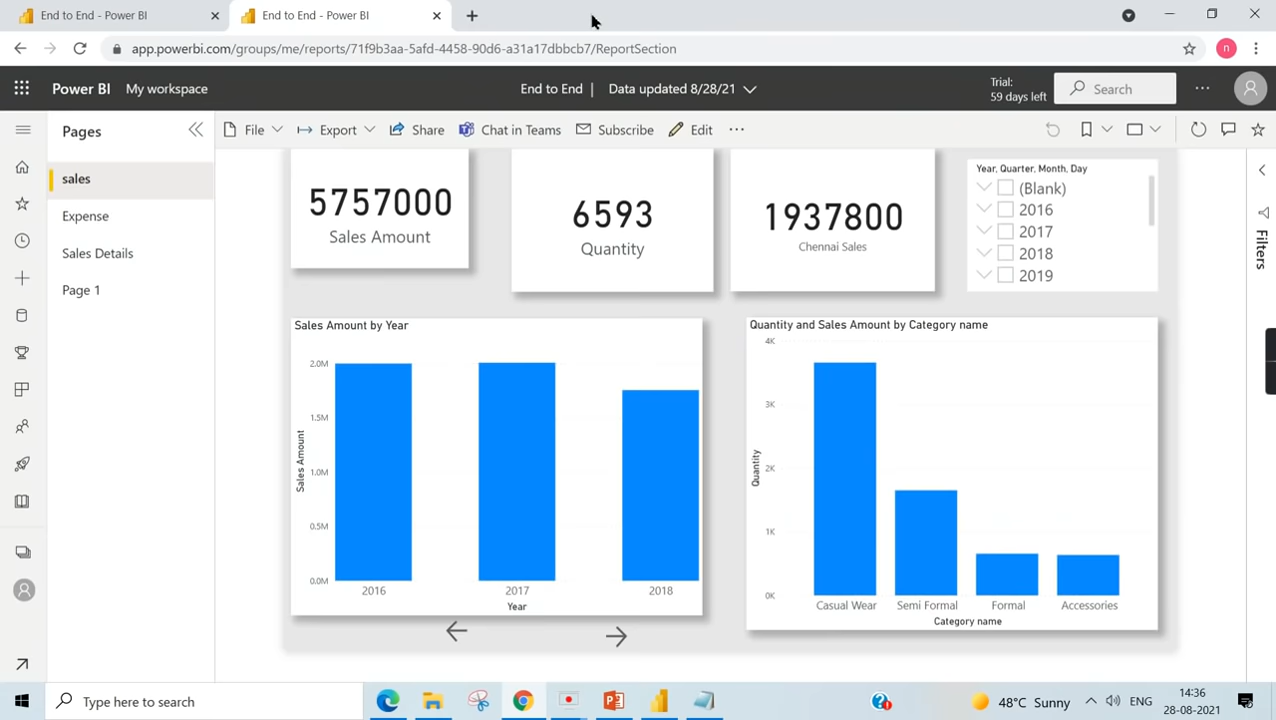 End to End - Power BI
End to End - Power BI
app.powerbi.com/groups/me/reports/71f9b3aa-5afd-4458-90d6-a31a17dbbcb7/ReportSection
n
Power BI
My workspace
End to End | Data updated 8/28/21
Trial:
59 days left
Search
Pages
File
Export
Share
Chat in Teams
Subscribe
Edit
sales
Expense
Sales Details
Page 1
5757000
Sales Amount
6593
Quantity
1937800
Chennai Sales
Year, Quarter, Month, Day
(Blank)
2016
2017
2018
2019
Filters
Sales Amount by Year
2.0M
1.5M
1.0M
0.5M
0.0M
Sales Amount
2016
2017
2018
Year
Quantity and Sales Amount by Category name
4K
3K
2K
1K
0K
Quantity
Casual Wear
Semi Formal
Formal
Accessories
Category name
Type here to search
48°C Sunny
ENG
14:36
28-08-2021